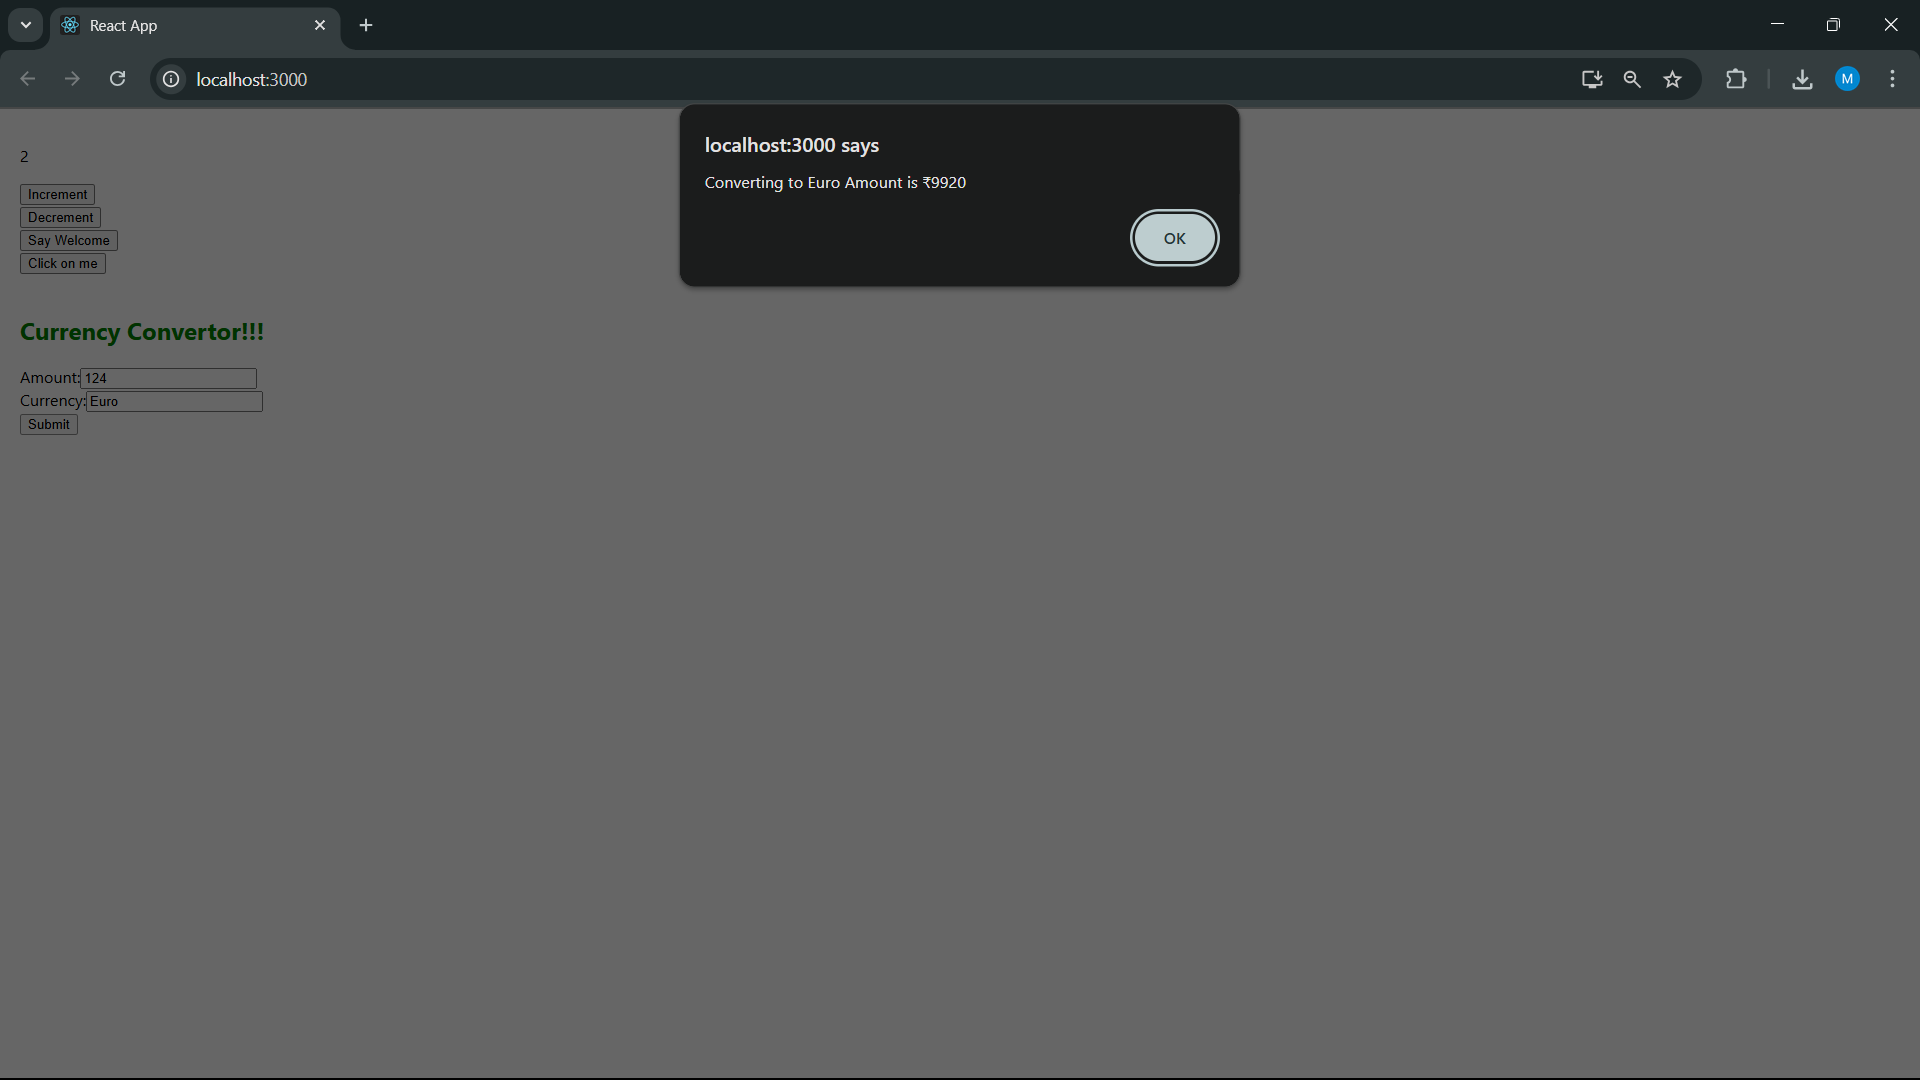 React App
localhost:3000
M
localhost:3000 says
Converting to Euro Amount is ₹9920
OK
2
Increment
Decrement
Say Welcome
Click on me
Currency Convertor!!!
Amount:124
Currency:Euro
Submit